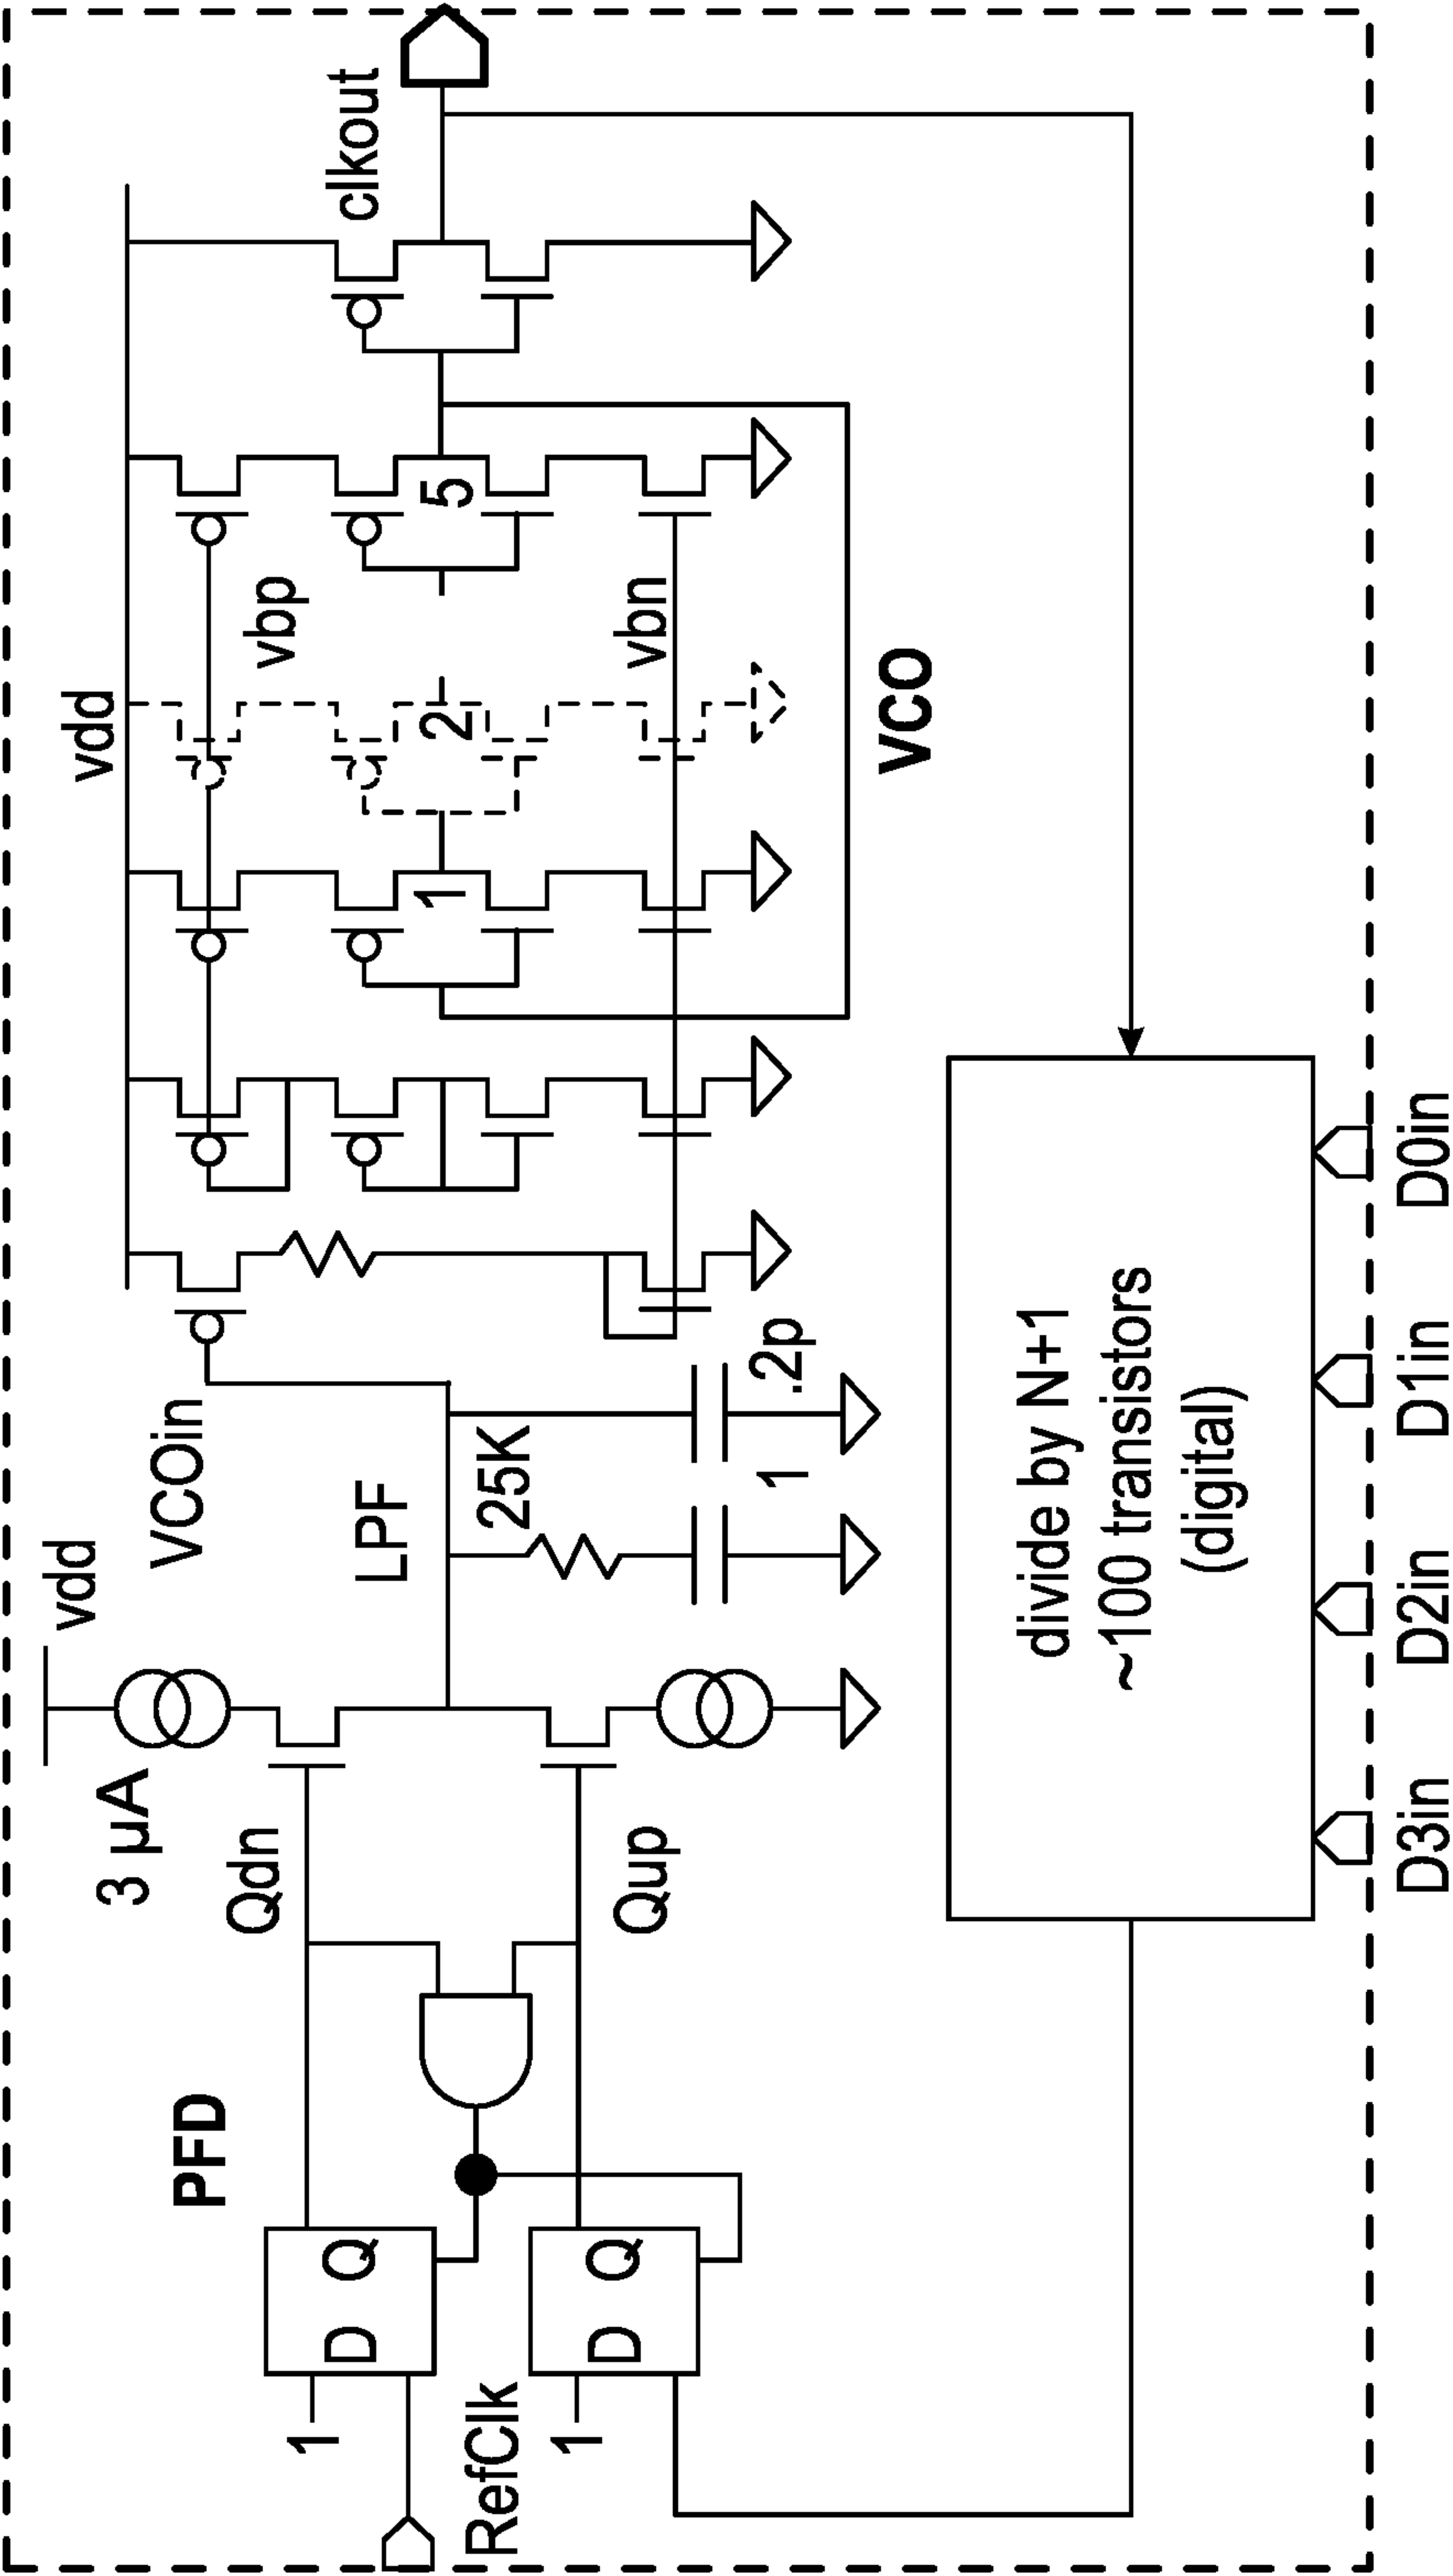 vdd
3 µA
vdd
VCOin
clkout
PFD
Qdn
vbp
LPF
1
D Q
25K
1
2
5
RefClk
Qup
vbn
1
D Q
1
.2p
VCO
divide by N+1
~100 transistors
(digital)
D3in
D2in
D1in
D0in